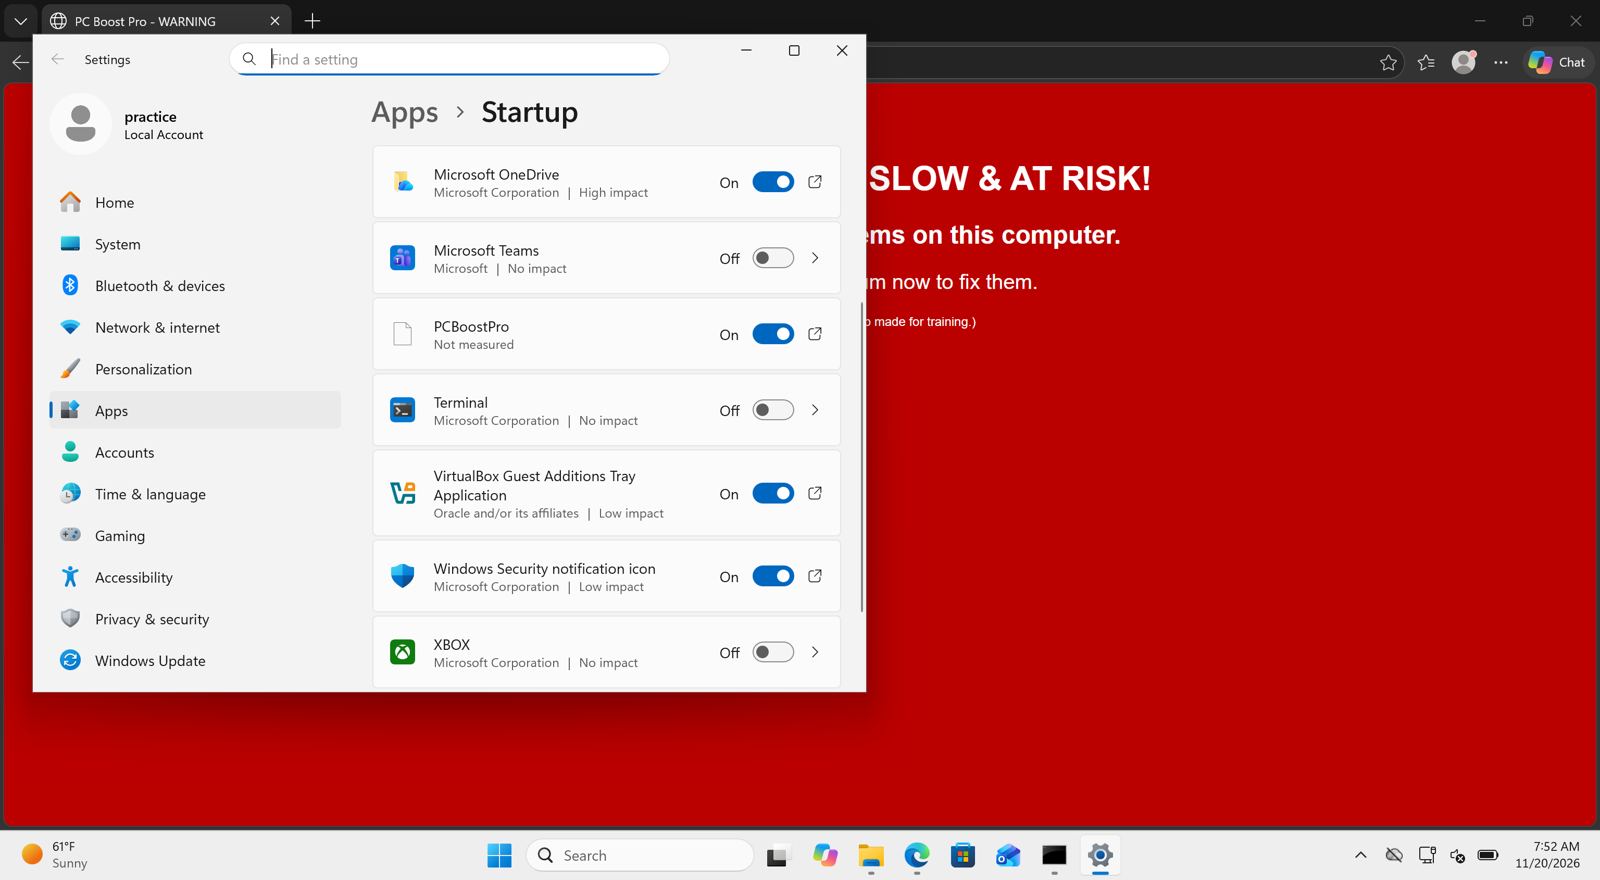 PC Boost Pro - WARNING
Chat
Settings
Find a setting
practice
Local Account
Home
System
Bluetooth & devices
Network & internet
Personalization
Apps
Accounts
Time & language
Gaming
Accessibility
Privacy & security
Windows Update
Apps > Startup
Microsoft OneDrive
Microsoft Corporation | High impact
On
Microsoft Teams
Microsoft | No impact
Off
PCBoostPro
Not measured
On
Terminal
Microsoft Corporation | No impact
Off
VirtualBox Guest Additions Tray
Application
Oracle and/or its affiliates | Low impact
On
Windows Security notification icon
Microsoft Corporation | Low impact
On
XBOX
Microsoft Corporation | No impact
Off
SLOW & AT RISK!
ems on this computer.
now to fix them.
made for training.)
61°F
Sunny
Search
7:52 AM
11/20/2026